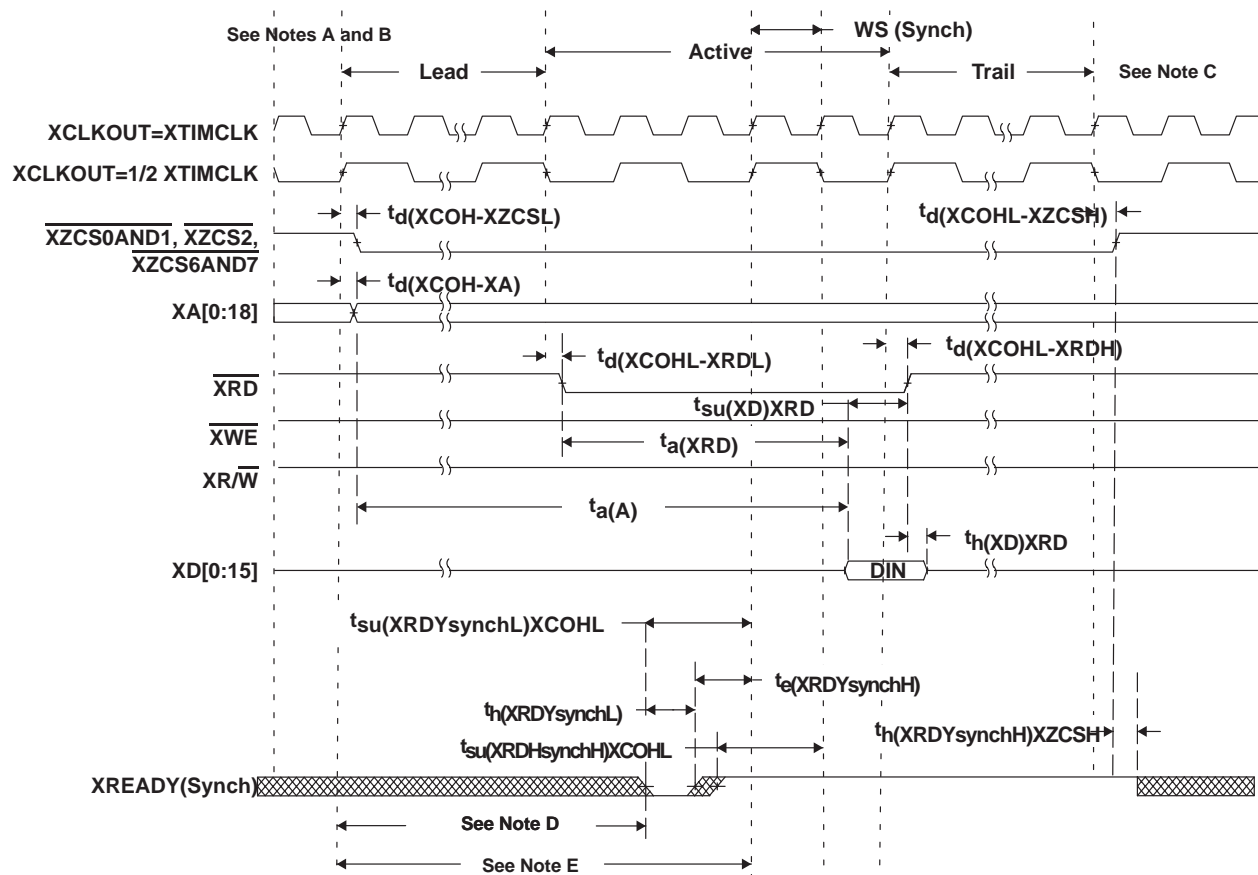 WS (Synch)
See Notes A and B
Active
Lead
Trail
See Note C
XCLKOUT=XTIMCLK
XCLKOUT=1/2 XTIMCLK
td(XCOH-XZCSL)
td(XCOHL-XZCSH)
XZCS0AND1, XZCS2,
XZCS6AND7
td(XCOH-XA)
XA[0:18]
td(XCOHL-XRDL)
td(XCOHL-XRDH)
XRD
tsu(XD)XRD
XWE
ta(XRD)
XR/W
ta(A)
th(XD)XRD
XD[0:15]
DIN
tsu(XRDYsynchL)XCOHL
te(XRDYsynchH)
th(XRDYsynchL)
th(XRDYsynchH)XZCSH
tsu(XRDHsynchH)XCOHL
XREADY(Synch)
See Note D
See Note E